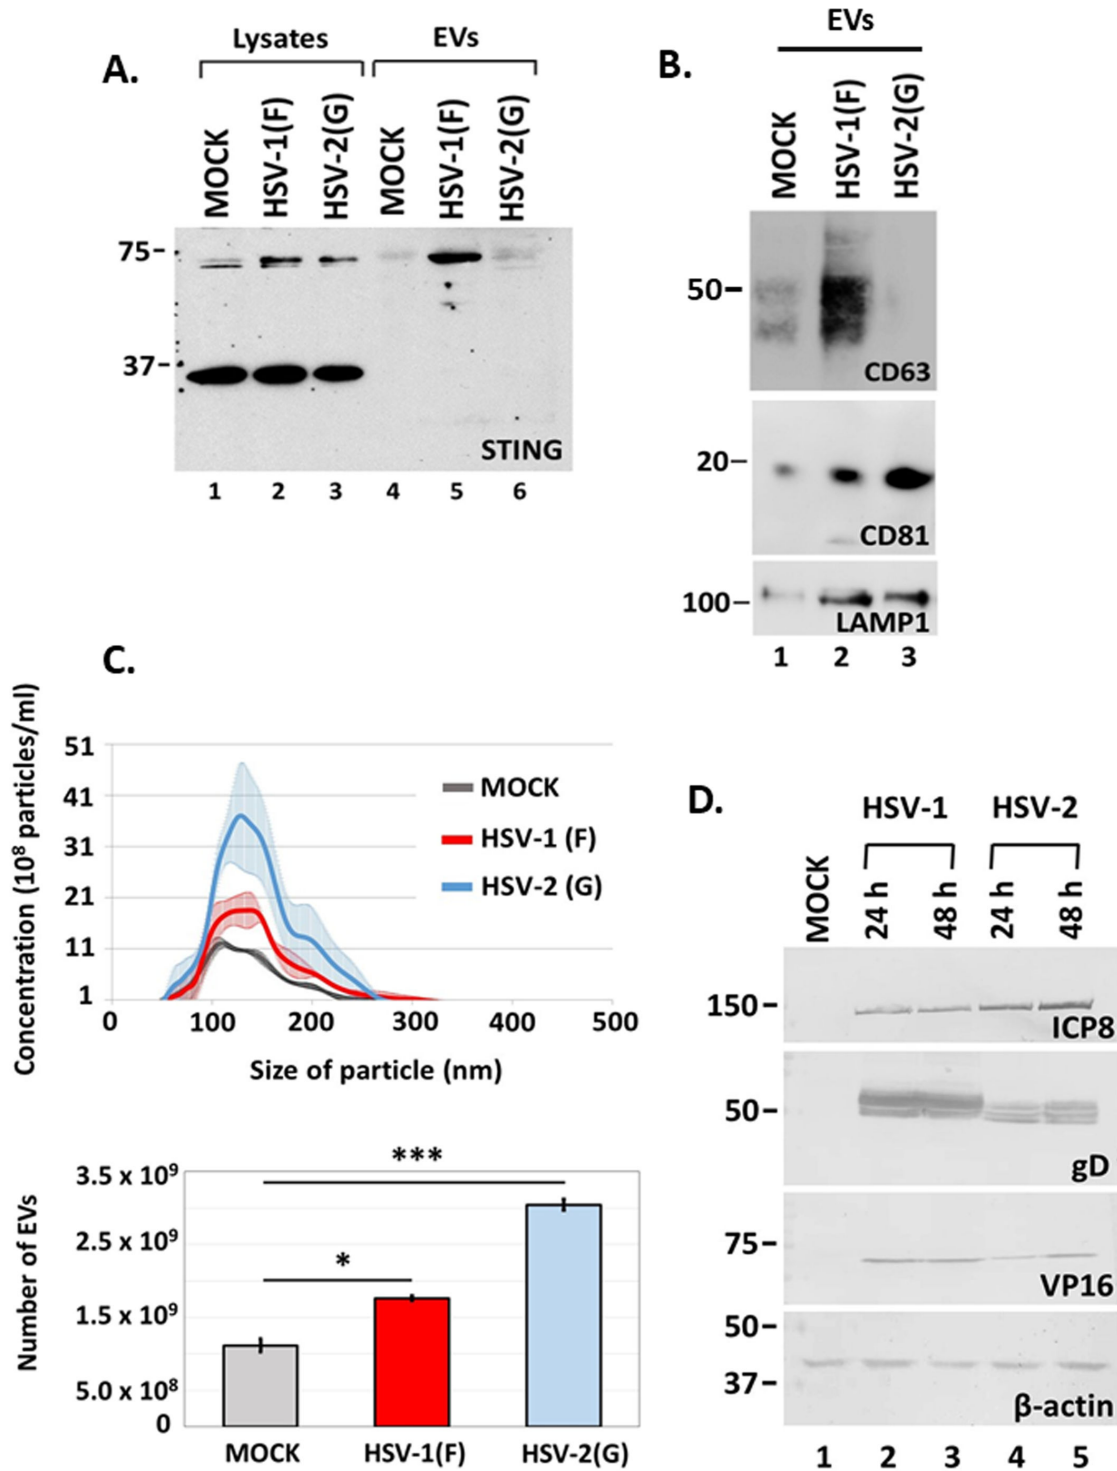 A.
Lysates EVs
MOCK HSV-1(F) HSV-2(G) MOCK HSV-1(F) HSV-2(G)
75
37
STING
1 2 3 4 5 6
B.
EVs
MOCK HSV-1(F) HSV-2(G)
50
CD63
20
CD81
100
LAMP1
1 2 3
C.
Concentration (10⁸ particles/ml)
51
41
31
21
11
1
MOCK
HSV-1 (F)
HSV-2 (G)
0 100 200 300 400 500
Size of particle (nm)
Number of EVs
3.5 x 10⁹
2.5 x 10⁹
1.5 x 10⁹
5.0 x 10⁸
0
***
*
MOCK HSV-1(F) HSV-2(G)
D.
HSV-1 HSV-2
MOCK 24 h 48 h 24 h 48 h
150
ICP8
50
gD
75
VP16
50
37
β-actin
1 2 3 4 5